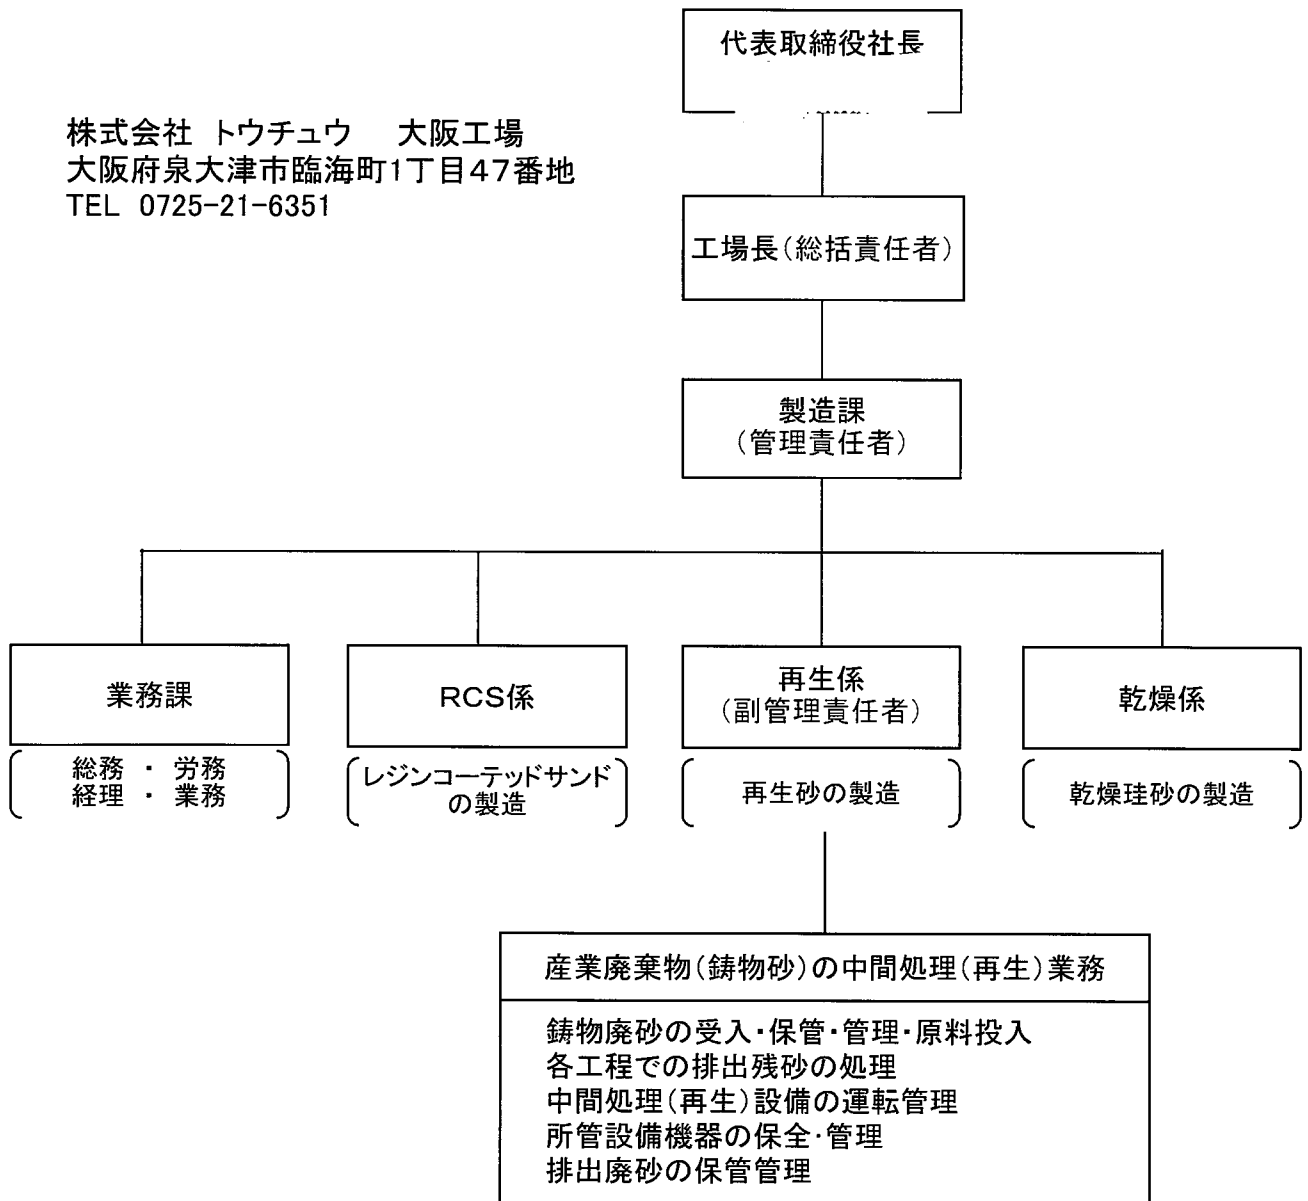 代表取締役社長
株式会社 トウチュウ 大阪工場
大阪府泉大津市臨海町1丁目47番地
TEL 0725-21-6351
工場長(総括責任者)
製造課
(管理責任者)
業務課
総務 ・ 労務
経理 ・ 業務
RCS係
レジンコーテッドサンド
の製造
再生係
(副管理責任者)
再生砂の製造
乾燥係
乾燥珪砂の製造
産業廃棄物(鋳物砂)の中間処理(再生)業務
鋳物廃砂の受入・保管・管理・原料投入
各工程での排出残砂の処理
中間処理(再生)設備の運転管理
所管設備機器の保全・管理
排出廃砂の保管管理